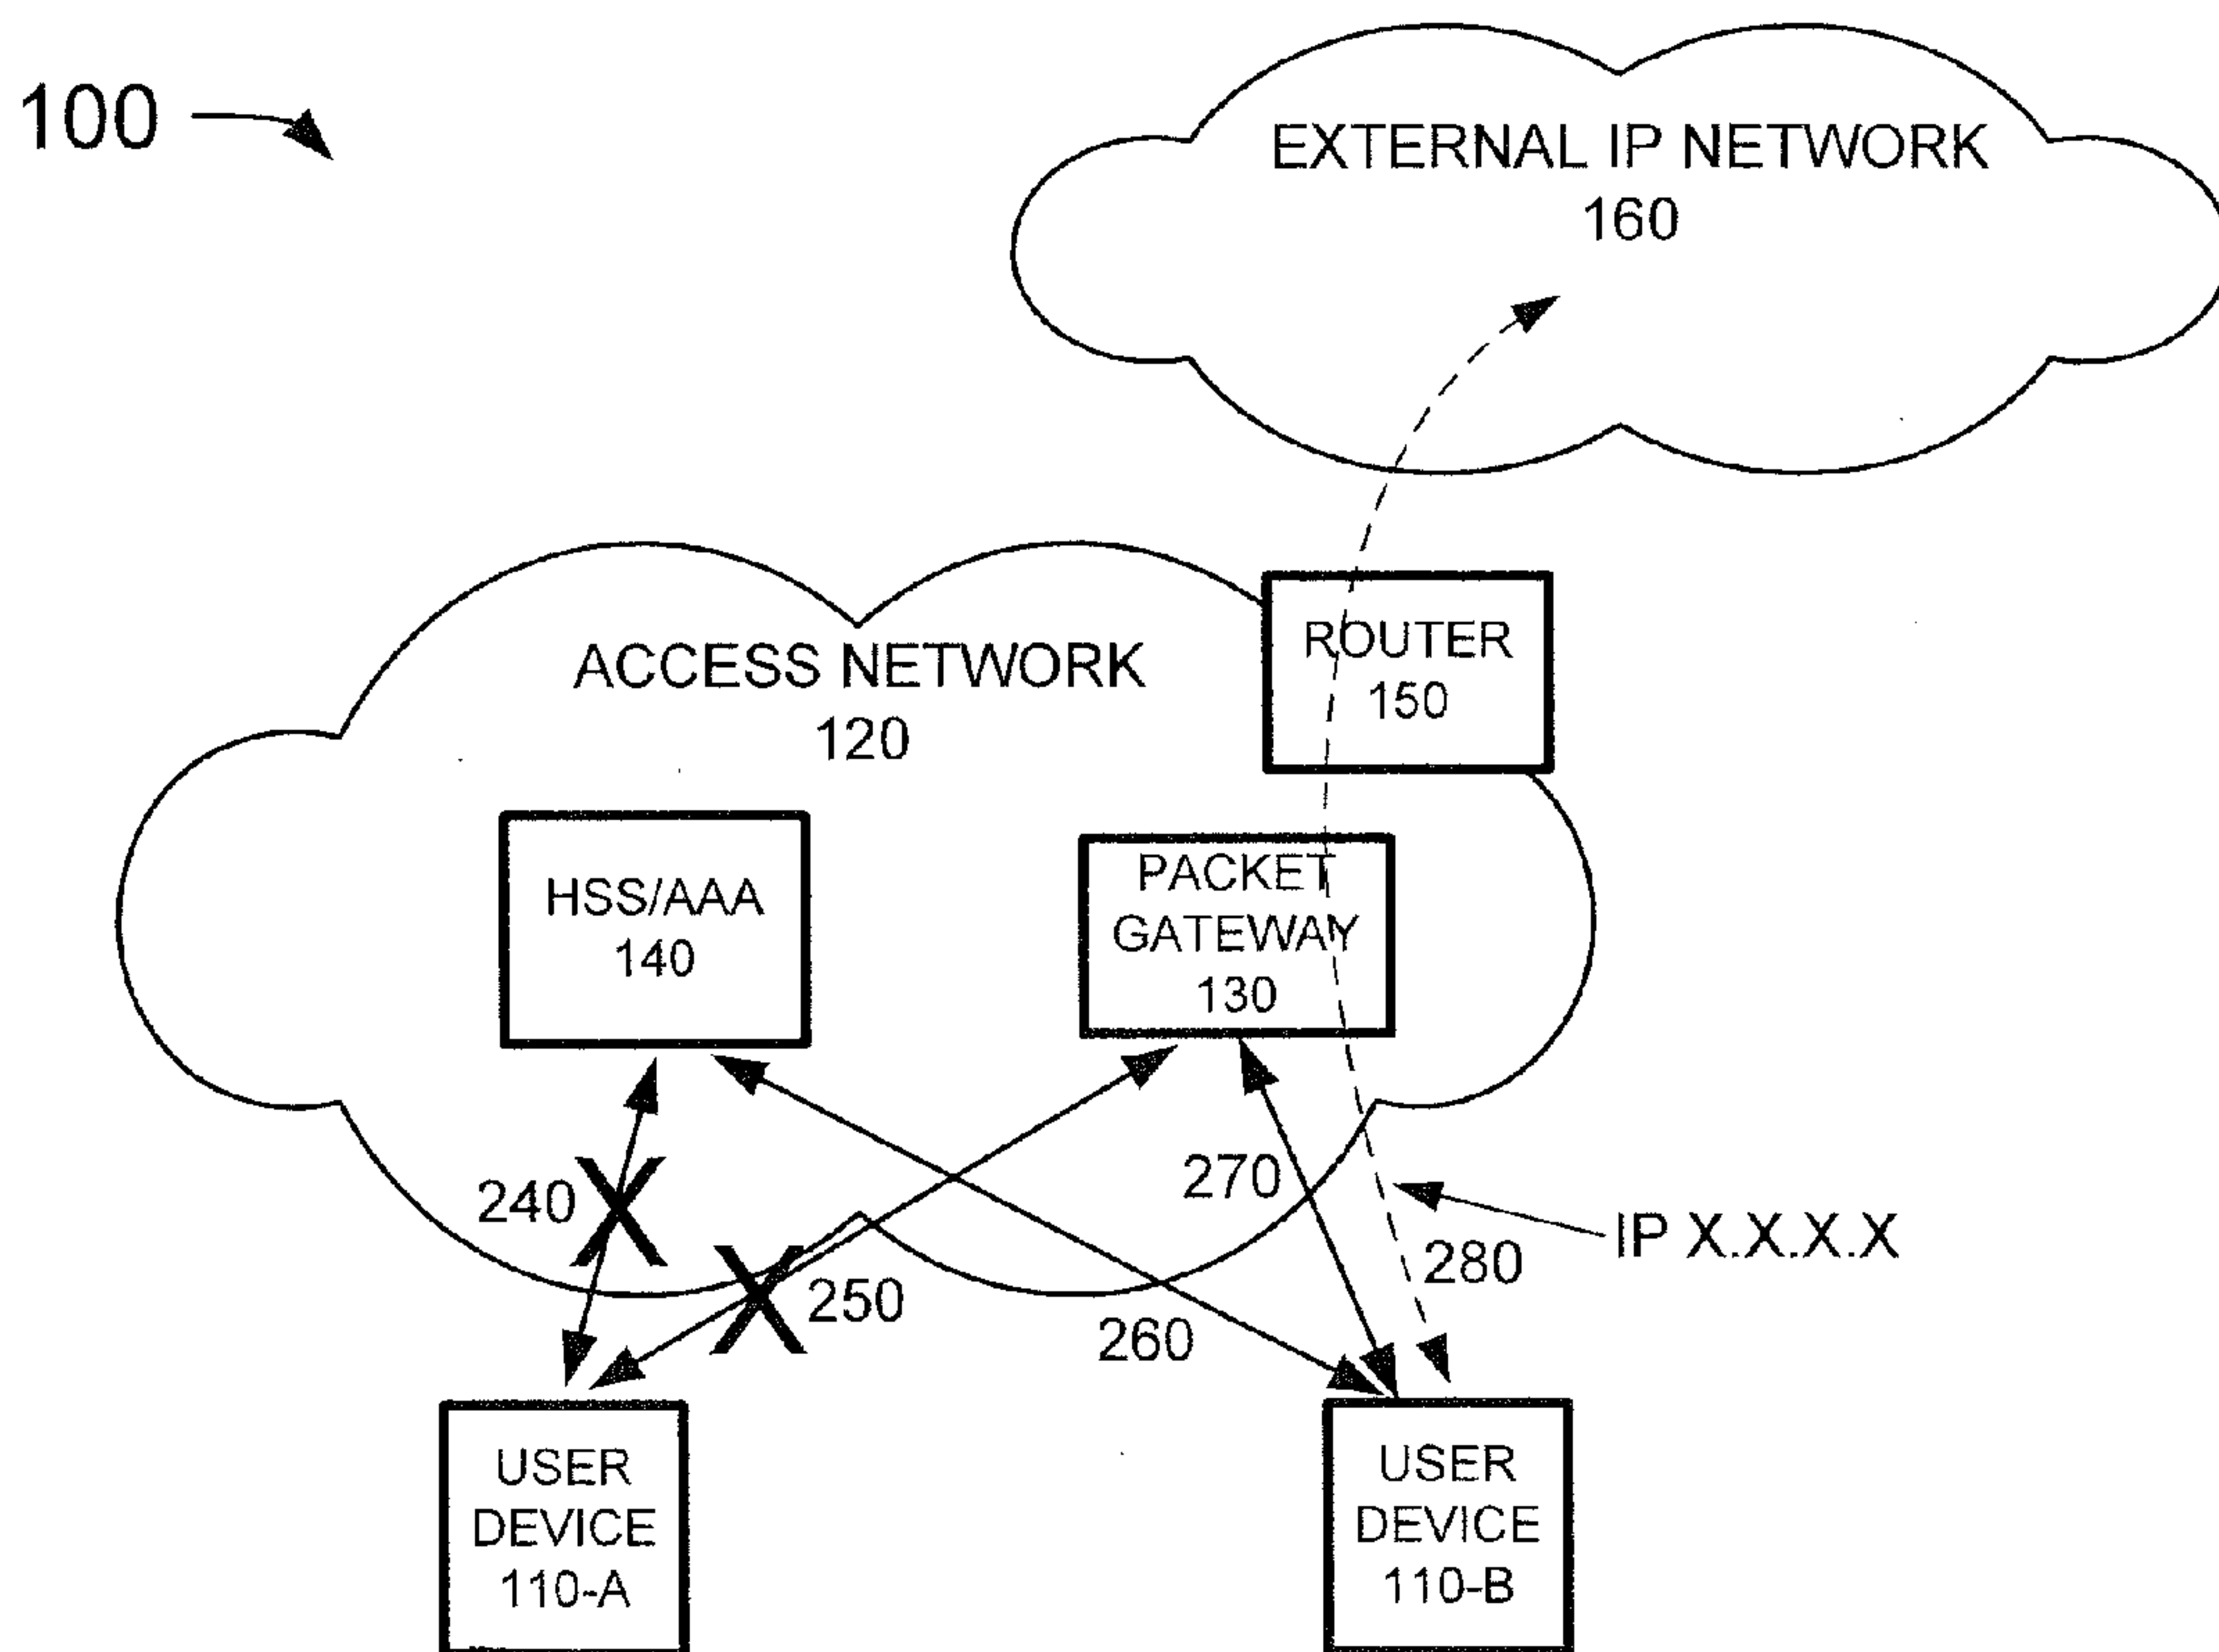 100
EXTERNAL IP NETWORK
160
ACCESS NETWORK
120
ROUTER
150
HSS/AAA
140
PACKET
GATEWAY
130
240
250
260
270
280
IP X.X.X.X
USER
DEVICE
110-A
USER
DEVICE
110-B